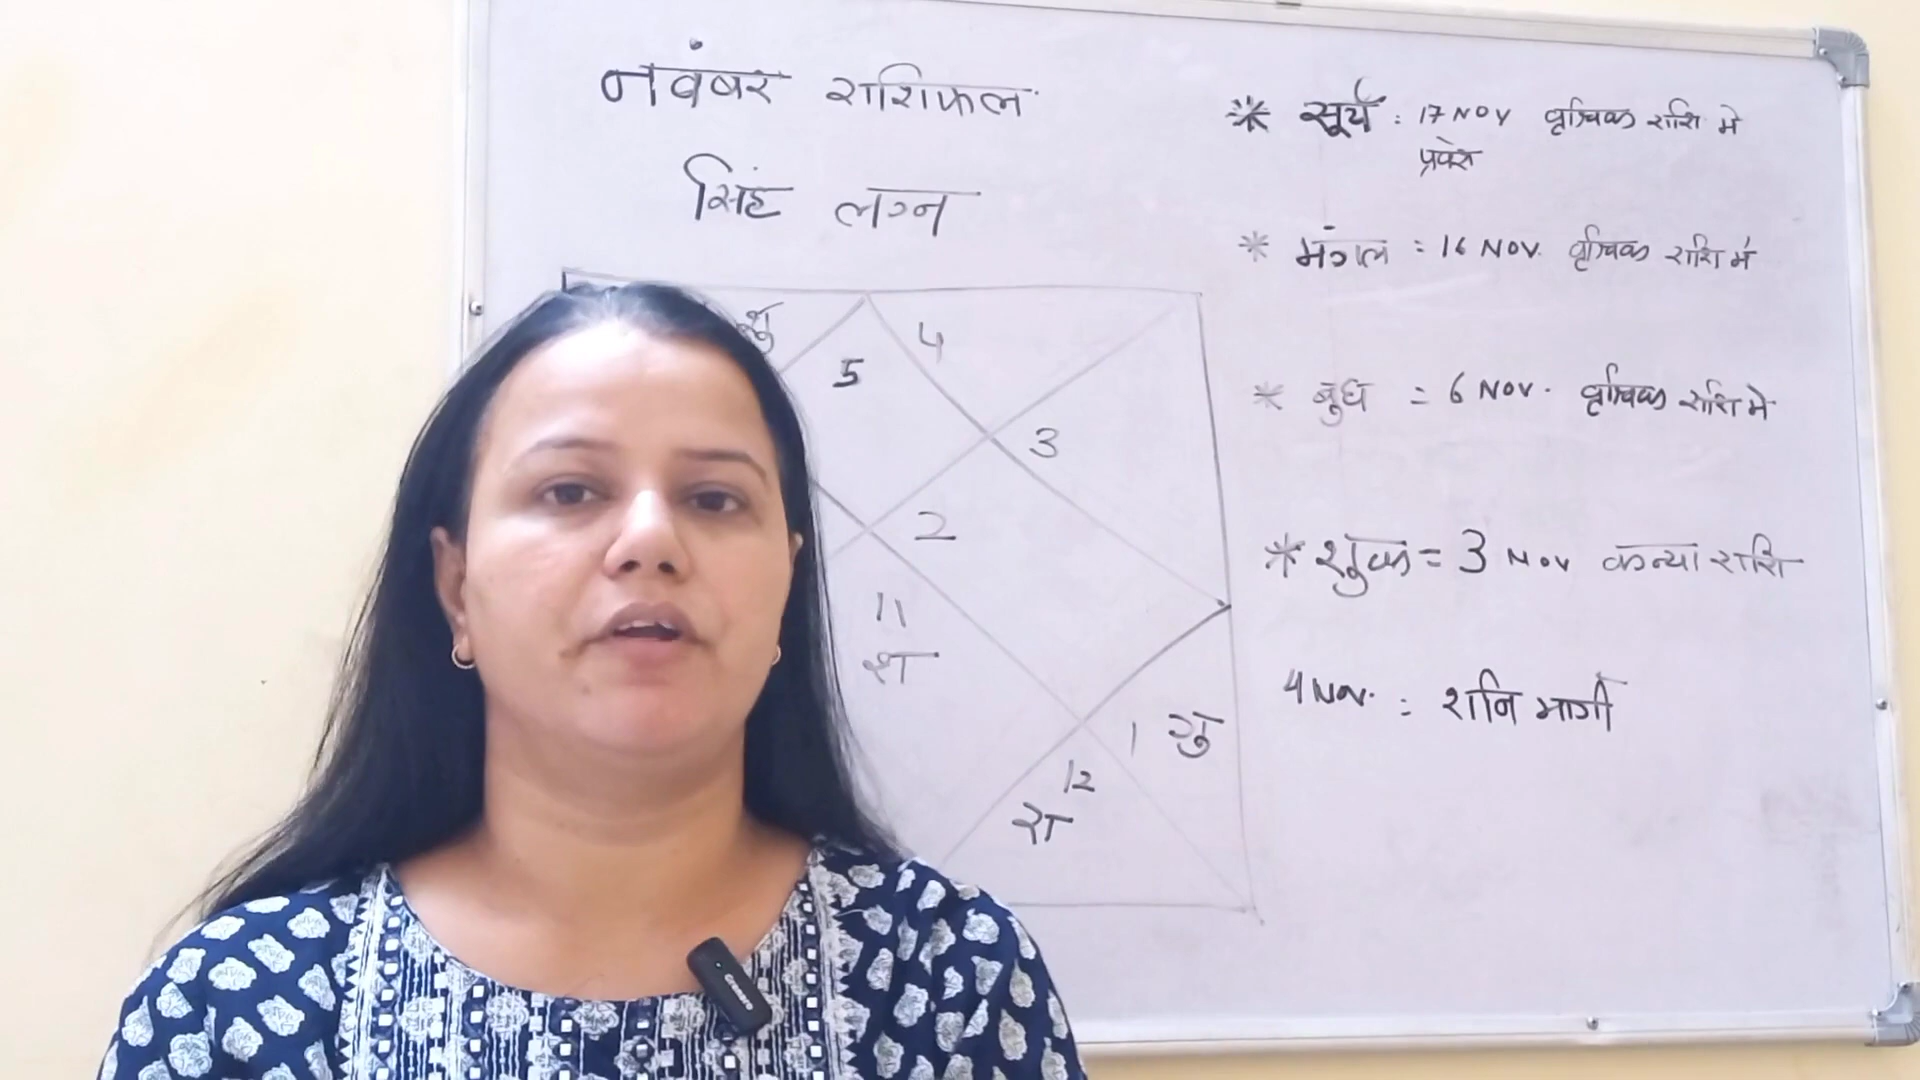 नवंबर राशिफल
सिंह लग्न
* सूर्य : 17 NOV वृश्चिक राशि मे
प्रवेश
* मंगल = 16 NOV. वृश्चिक राशि में
* बुध = 6 NOV. वृश्चिक राशि मे
* शुक्र = 3 NOV कन्या राशि
4 Nov. : शनि मार्गी
शु
5
4
3
2
11
श
1 गु
12
रा